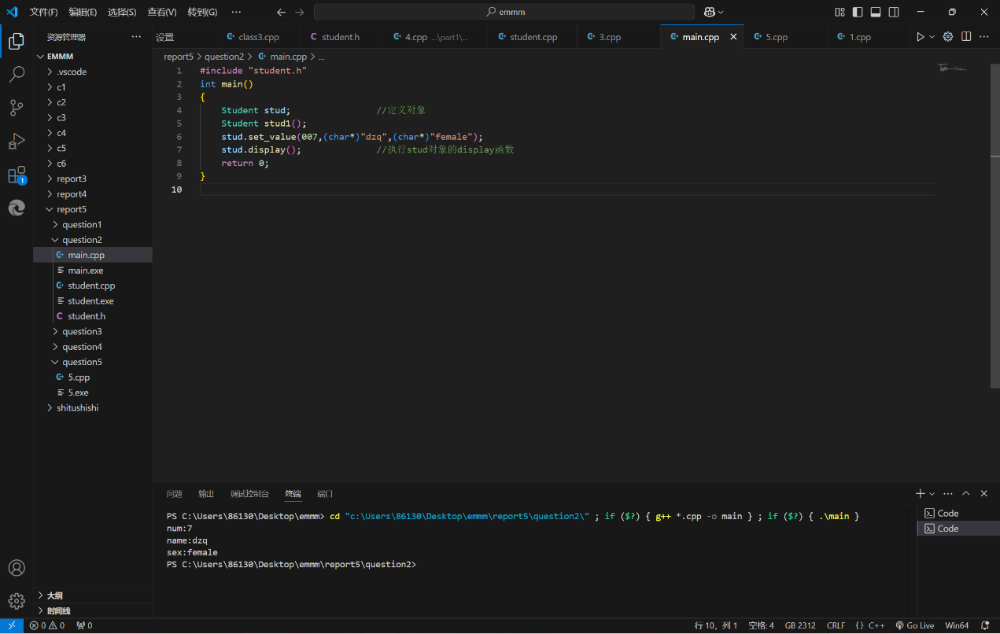 文件(F) 编辑(E) 选择(S) 查看(V) 转到(G) ··· emmm
资源管理器 ···
设置 class3.cpp student.h 4.cpp ...\part1\... student.cpp 3.cpp main.cpp 5.cpp 1.cpp
EMMM
.vscode
c1
c2
c3
c4
c5
c6
report3
report4
report5
question1
question2
main.cpp
main.exe
student.cpp
student.exe
student.h
question3
question4
question5
5.cpp
5.exe
shitushishi
大纲
时间线
1
report5 > question2 > main.cpp > ...
1 #include "student.h"
2 int main()
3 {
4 Student stud; //定义对象
5 Student stud1();
6 stud.set_value(007,(char*)"dzq",(char*)"female");
7 stud.display(); //执行stud对象的display函数
8 return 0;
9 }
10
问题 输出 调试控制台 终端 端口
PS C:\Users\86130\Desktop\emmm> cd "c:\Users\86130\Desktop\emmm\report5\question2\" ; if ($?) { g++ *.cpp -o main } ; if ($?) { .\main }
num:7
name:dzq
sex:female
PS C:\Users\86130\Desktop\emmm\report5\question2>
Code
Code
0 0 0 行 10，列 1 空格: 4 GB 2312 CRLF {} C++ Go Live Win64